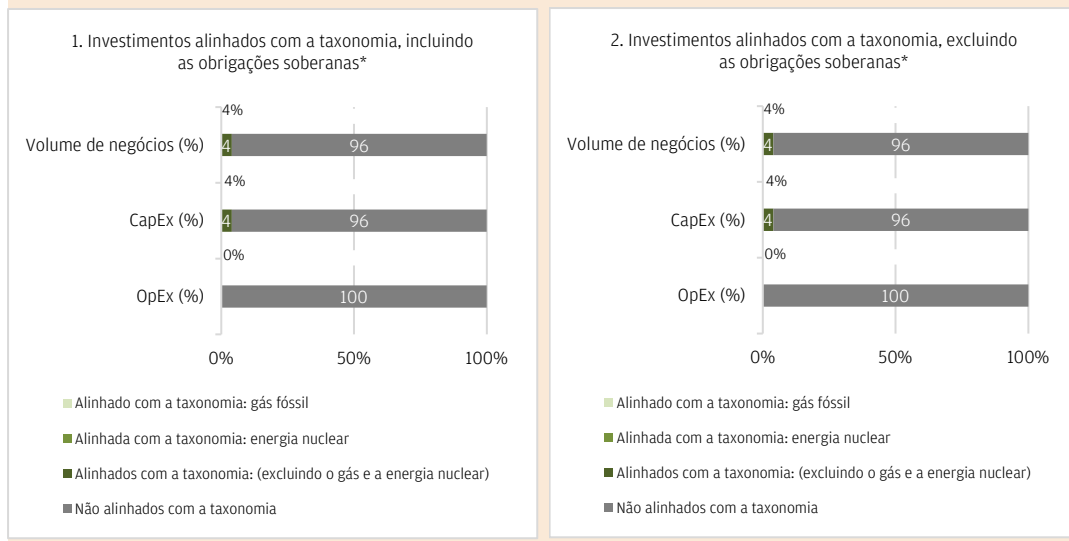 1. Investimentos alinhados com a taxonomia, incluindo
as obrigações soberanas*
4%
Volume de negócios (%)
4
96
4%
CapEx (%)
4
96
0%
OpEx (%)
100
0%
50%
100%
Alinhado com a taxonomia: gás fóssil
Alinhada com a taxonomia: energia nuclear
Alinhados com a taxonomia: (excluindo o gás e a energia nuclear)
Não alinhados com a taxonomia
2. Investimentos alinhados com a taxonomia, excluindo
as obrigações soberanas*
4%
Volume de negócios (%)
4
96
4%
CapEx (%)
4
96
0%
OpEx (%)
100
0%
50%
100%
Alinhado com a taxonomia: gás fóssil
Alinhada com a taxonomia: energia nuclear
Alinhados com a taxonomia: (excluindo o gás e a energia nuclear)
Não alinhados com a taxonomia